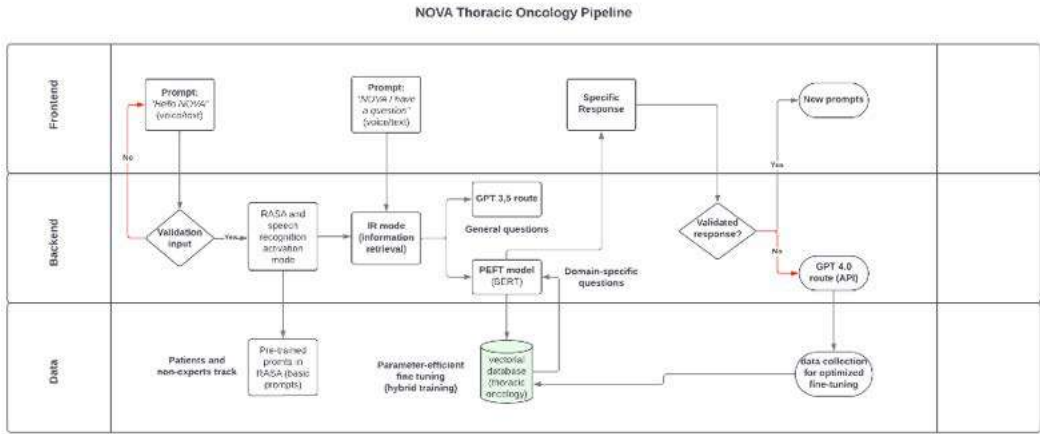 NOVA Thoracic Oncology Pipeline
Frontend
Prompt:
"Hello NOVA"
(voice/text)
Prompt:
"NOVA I have
a question"
(voice/text)
Specific
Response
New prompts
No
Yes
Backend
Validation
input
Yes
RASA and
speech
recognition
activation
mode
IR mode
(information
retrieval)
GPT 3,5 route
General questions
PEFT model
(BERT)
Domain-specific
questions
Validated
response?
No
GPT 4.0
route (API)
Data
Patients and
non-experts track
Pre-trained
promts in
RASA (basic
prompts)
Parameter-efficient
fine tuning
(hybrid training)
vectorial
database
(thoracic
oncology)
data collection
for optimized
fine-tuning